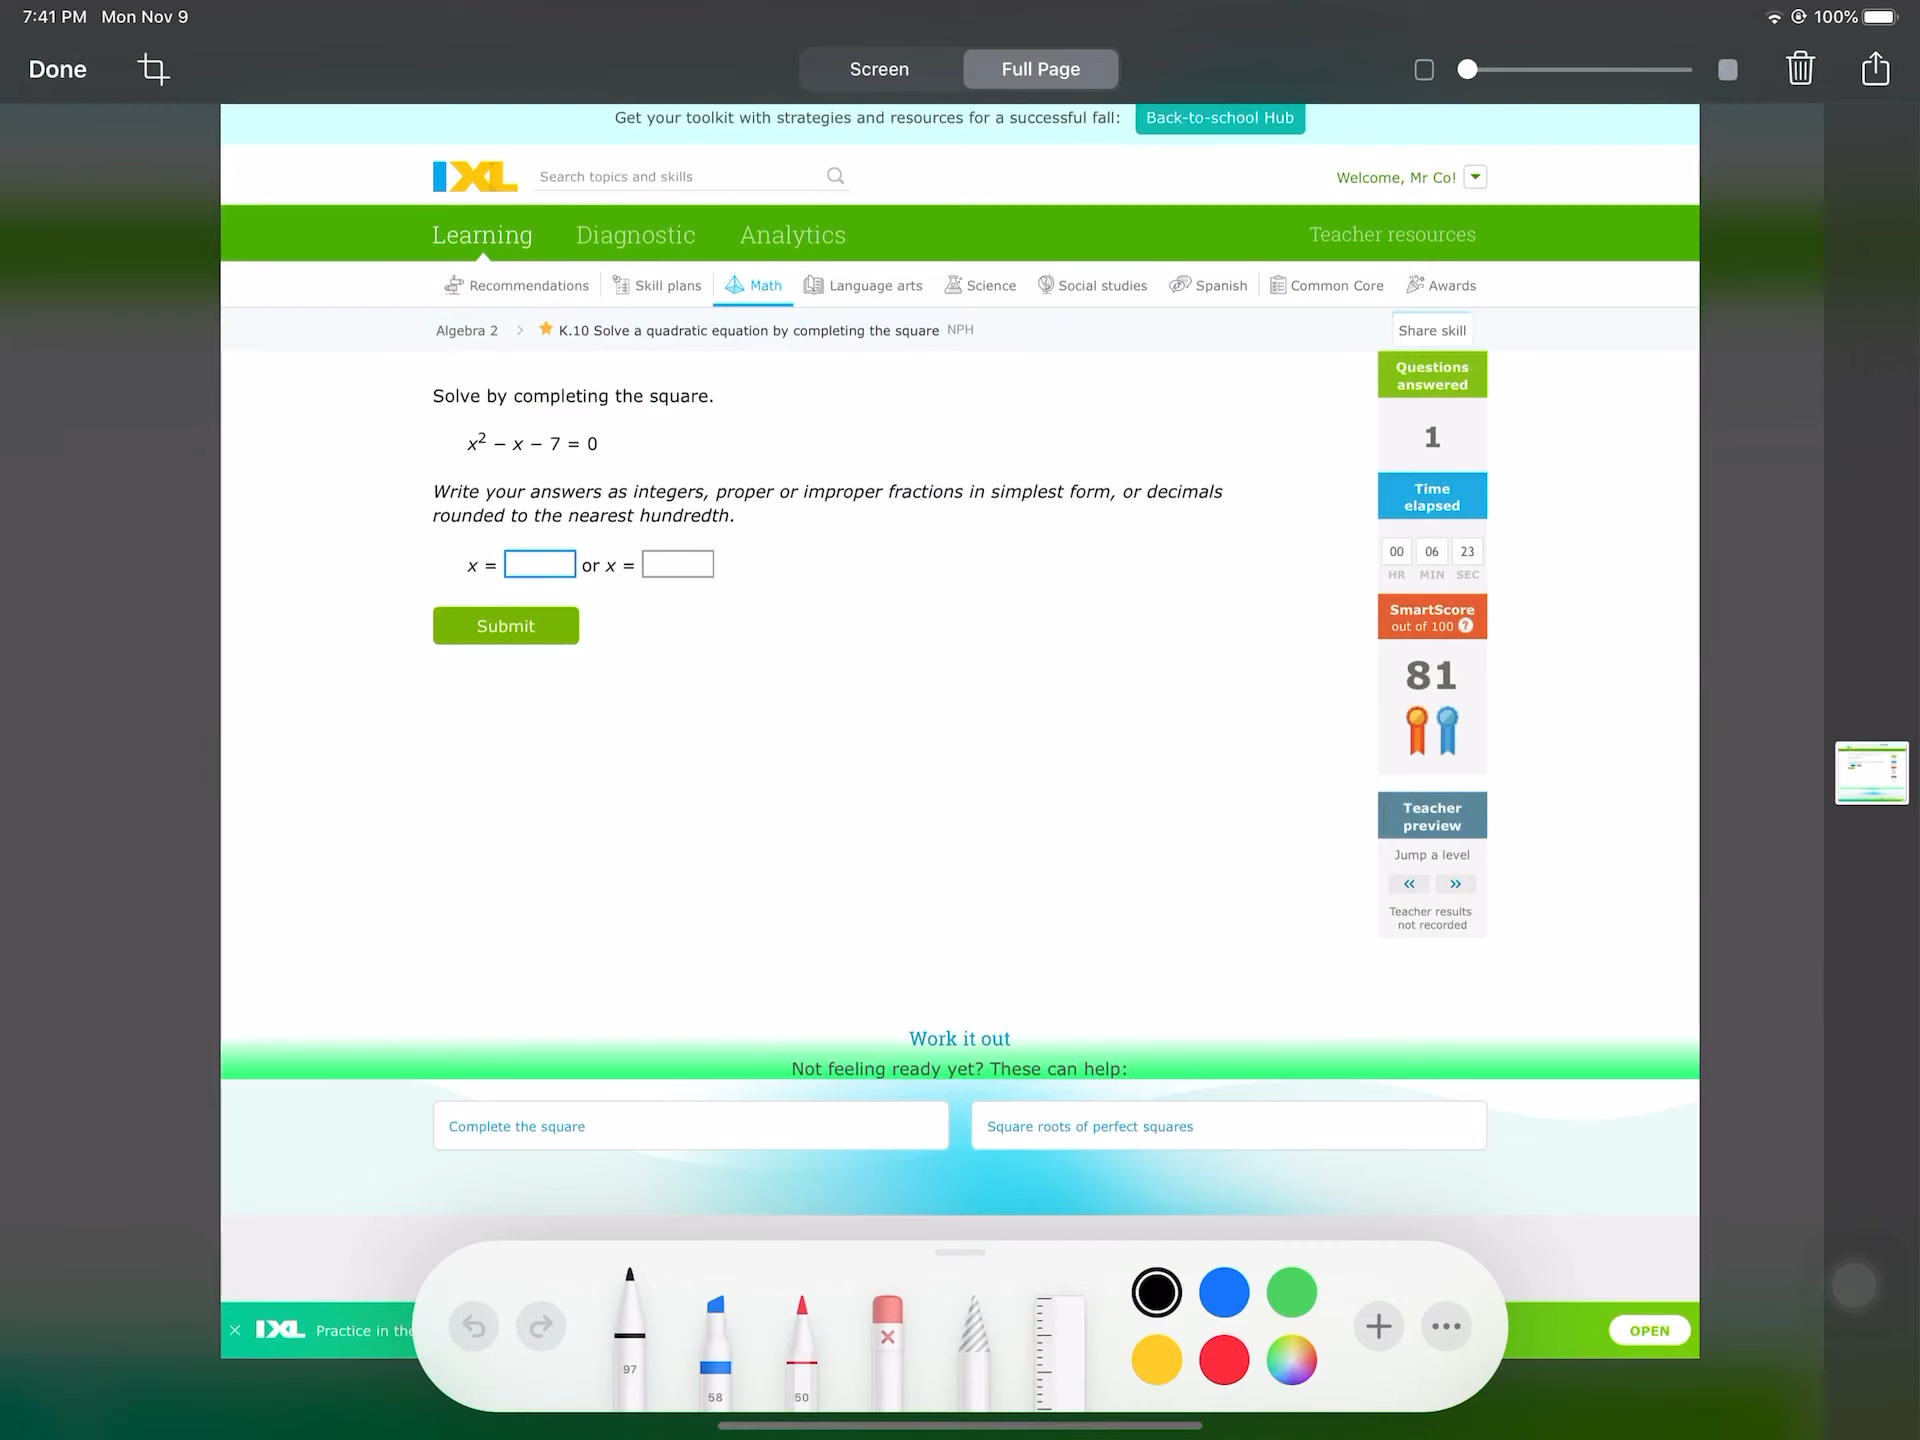 7:41 PM Mon Nov 9 100%
Done Screen Full Page
Get your toolkit with strategies and resources for a successful fall: Back-to-school Hub
IXL Search topics and skills Welcome, Mr Co!
Learning Diagnostic Analytics Teacher resources
Recommendations Skill plans Math Language arts Science Social studies Spanish Common Core Awards
Algebra 2 > K.10 Solve a quadratic equation by completing the square NPH Share skill
Solve by completing the square.
x² − x − 7 = 0
Write your answers as integers, proper or improper fractions in simplest form, or decimals
rounded to the nearest hundredth.
x = or x =
Submit
Questions
answered
1
Time
elapsed
00 06 23
HR MIN SEC
SmartScore
out of 100 ?
81
Teacher
preview
Jump a level
« »
Teacher results
not recorded
Work it out
Not feeling ready yet? These can help:
Complete the square Square roots of perfect squares
× IXL Practice in the OPEN
97 58 50